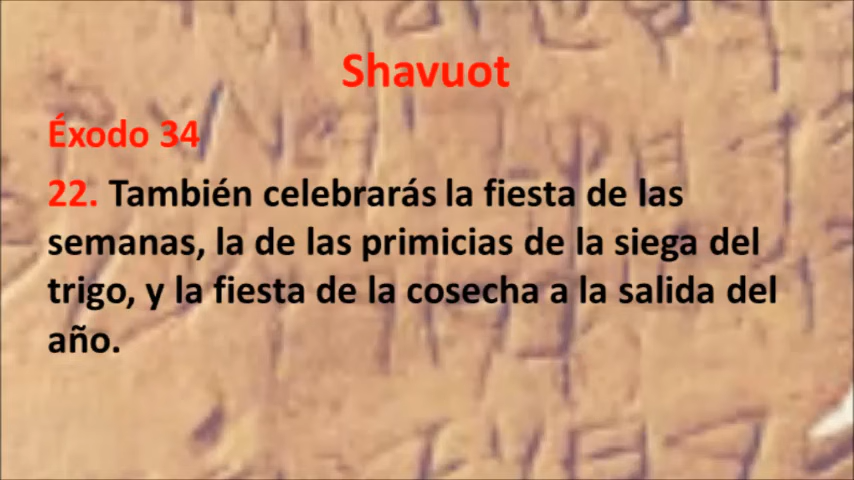 Shavuot
Éxodo 34
22. También celebrarás la fiesta de las
semanas, la de las primicias de la siega del
trigo, y la fiesta de la cosecha a la salida del
año.